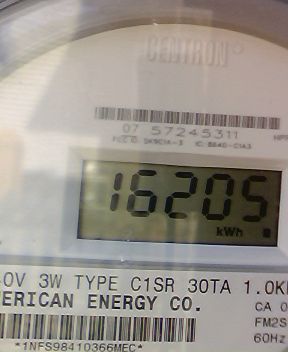 CENTRON
07 57245311
16205
kWh
0V 3W TYPE C1SR 30TA 1.0K
ERICAN ENERGY CO.
CA 0
FM2S
60Hz
*1NFS98410366MEC*